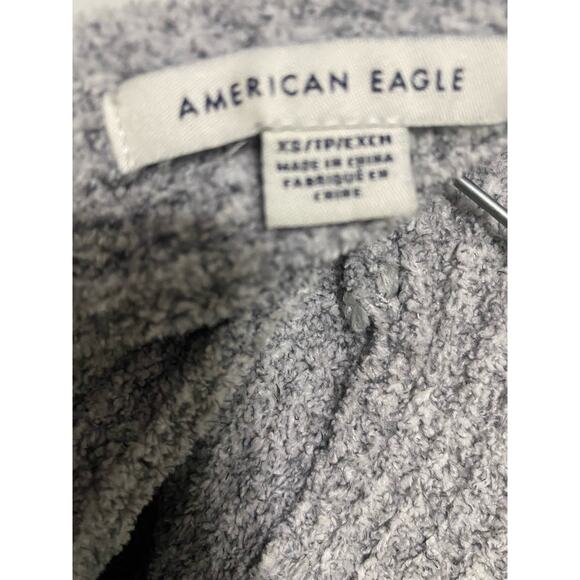 AMERICAN EAGLE
XS/TP/EXCH
MADE IN CHINA
FABRIQUÉ EN
CHINE